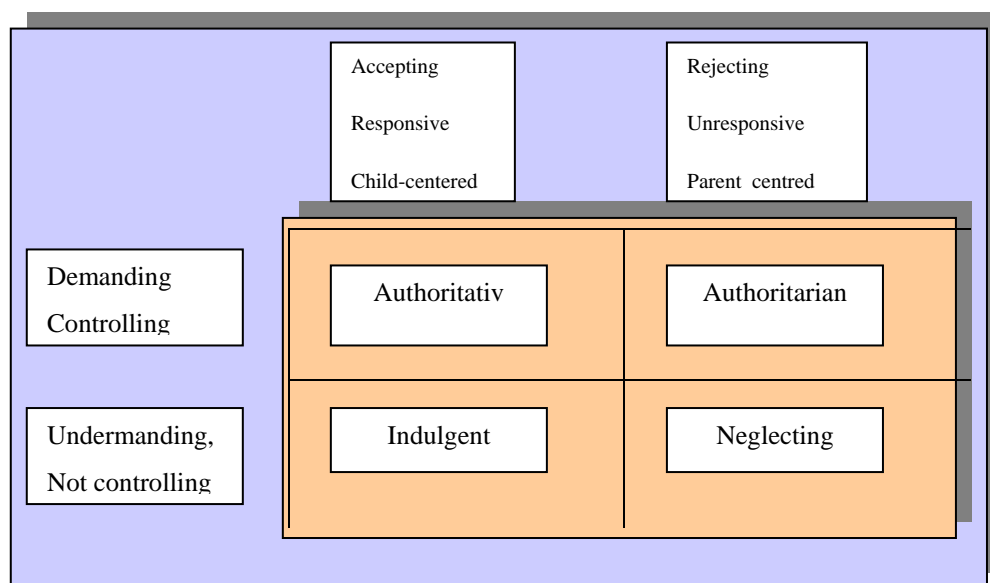 Accepting
Responsive
Child-centered
Rejecting
Unresponsive
Parent centred
Demanding
Controlling
Authoritativ
Authoritarian
Undermanding,
Not controlling
Indulgent
Neglecting